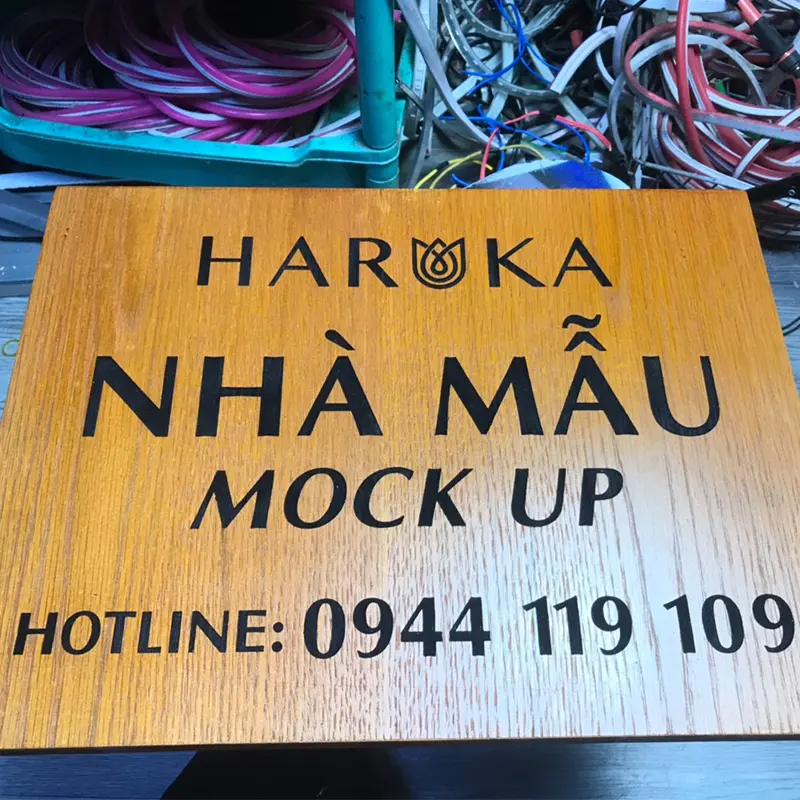 HARUKA
NHÀ MẪU
MOCK UP
HOTLINE: 0944 119 109